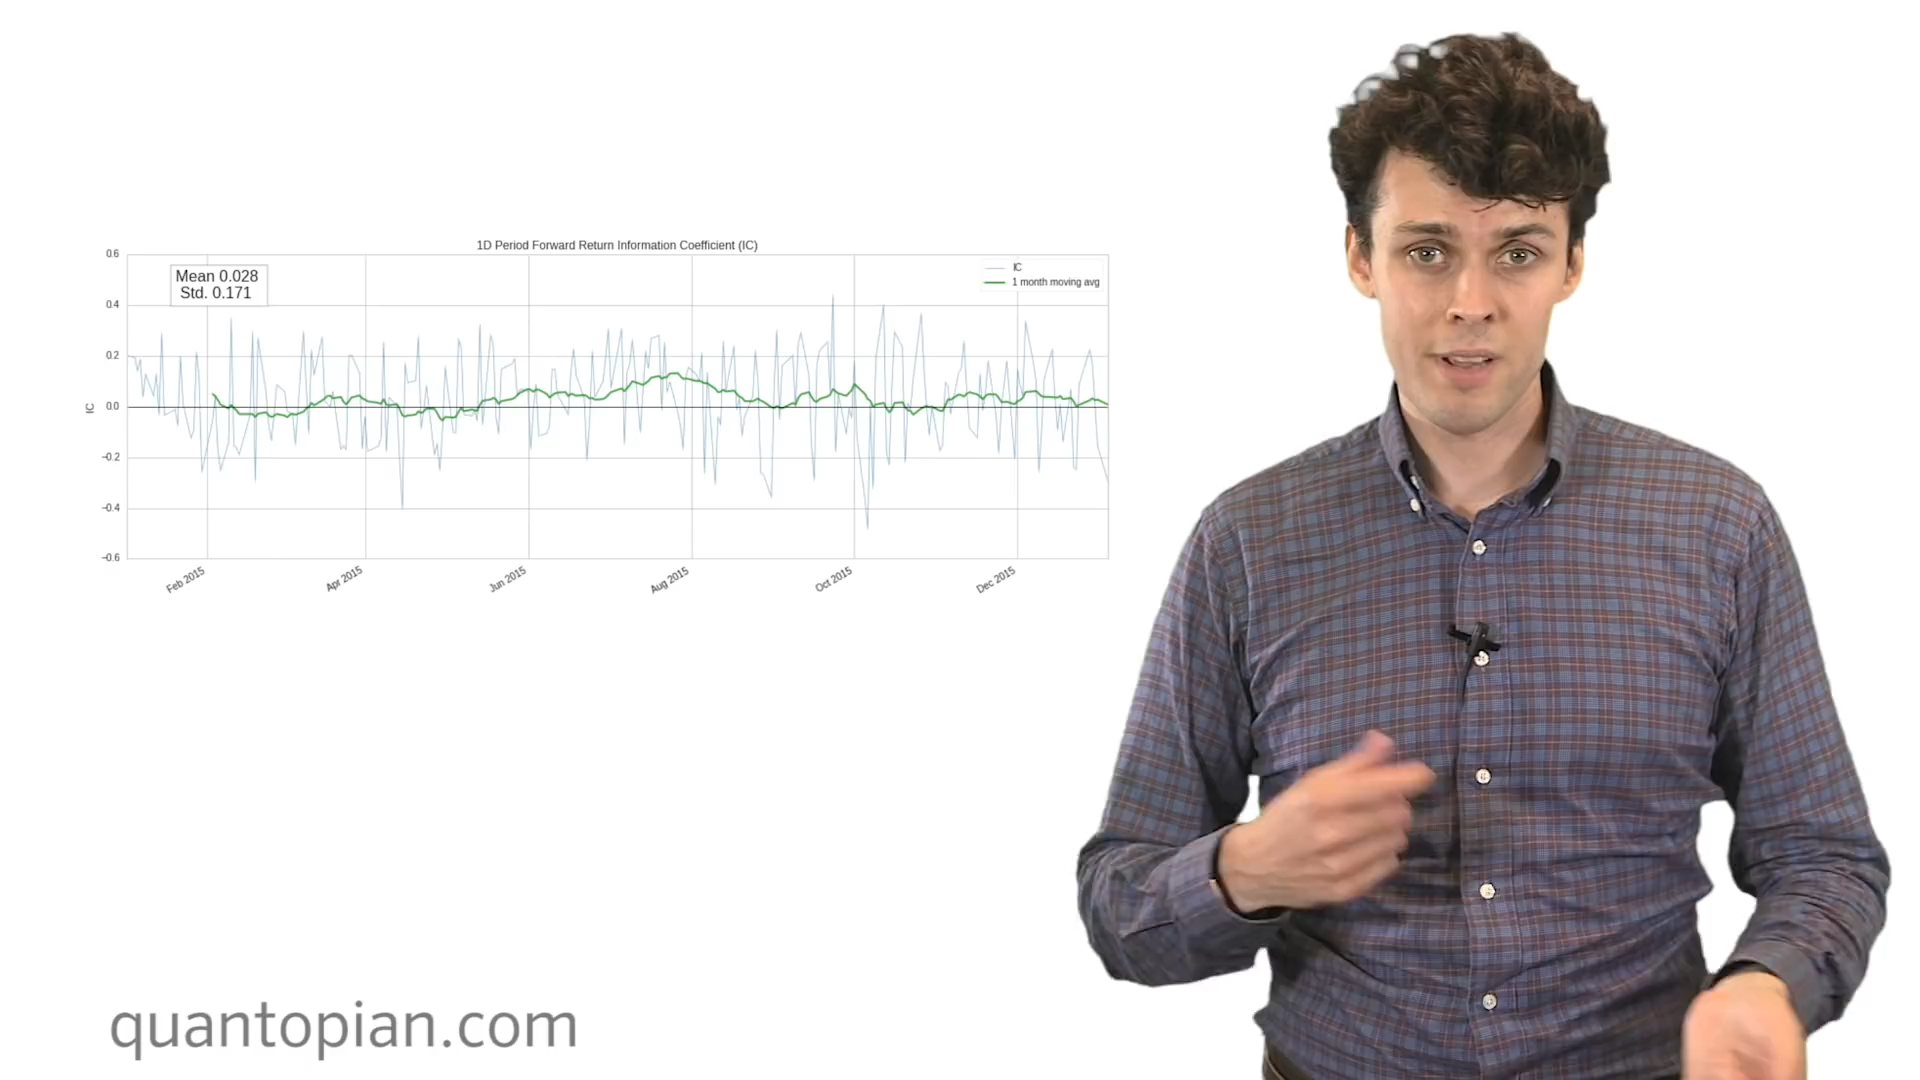 1D Period Forward Return Information Coefficient (IC)
Mean 0.028
Std. 0.171
IC
1 month moving avg
0.6
0.4
0.2
0.0
−0.2
−0.4
−0.6
IC
Feb 2015
Apr 2015
Jun 2015
Aug 2015
Oct 2015
Dec 2015
quantopian.com